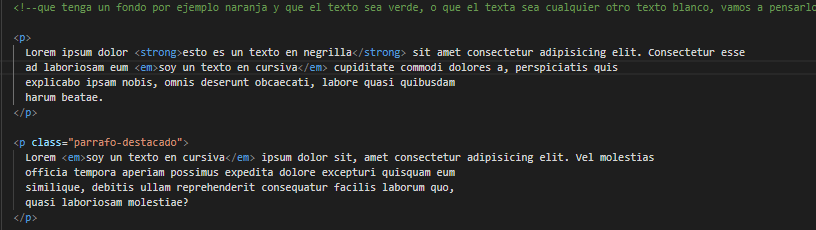 <!--que tenga un fondo por ejemplo naranja y que el texto sea verde, o que el texta sea cualquier otro texto blanco, vamos a pensarlo
<p>
Lorem ipsum dolor <strong>esto es un texto en negrilla</strong> sit amet consectetur adipisicing elit. Consectetur esse
ad laboriosam eum <em>soy un texto en cursiva</em> cupiditate commodi dolores a, perspiciatis quis
explicabo ipsam nobis, omnis deserunt obcaecati, labore quasi quibusdam
harum beatae.
</p>
<p class="parrafo-destacado">
Lorem <em>soy un texto en cursiva</em> ipsum dolor sit, amet consectetur adipisicing elit. Vel molestias
officia tempora aperiam possimus expedita dolore excepturi quisquam eum
similique, debitis ullam reprehenderit consequatur facilis laborum quo,
quasi laboriosam molestiae?
</p>